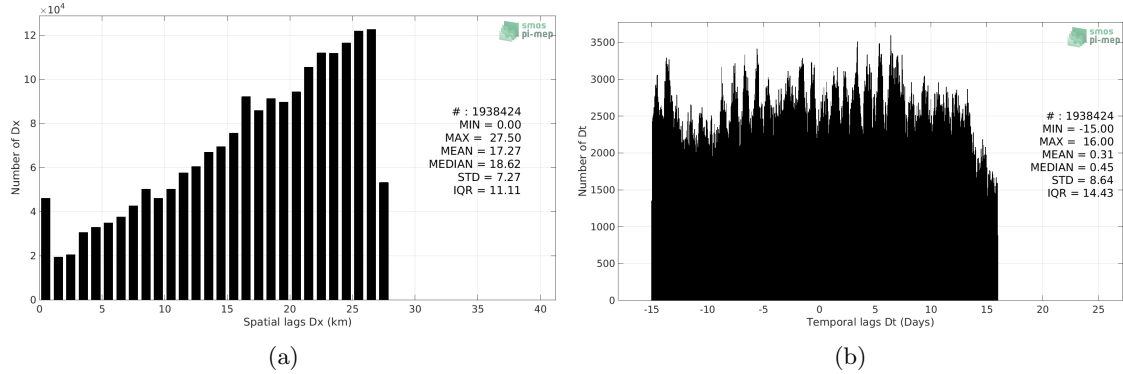 ×10⁴
12
10
8
6
4
2
0
Number of Dx
0 5 10 15 20 25 30 35 40
Spatial lags Dx (km)
smos
pi-mep
# : 1938424
MIN = 0.00
MAX = 27.50
MEAN = 17.27
MEDIAN = 18.62
STD = 7.27
IQR = 11.11
(a)
3500
3000
2500
2000
1500
1000
500
0
Number of Dt
-15 -10 -5 0 5 10 15 20 25
Temporal lags Dt (Days)
smos
pi-mep
# : 1938424
MIN = -15.00
MAX = 16.00
MEAN = 0.31
MEDIAN = 0.45
STD = 8.64
IQR = 14.43
(b)